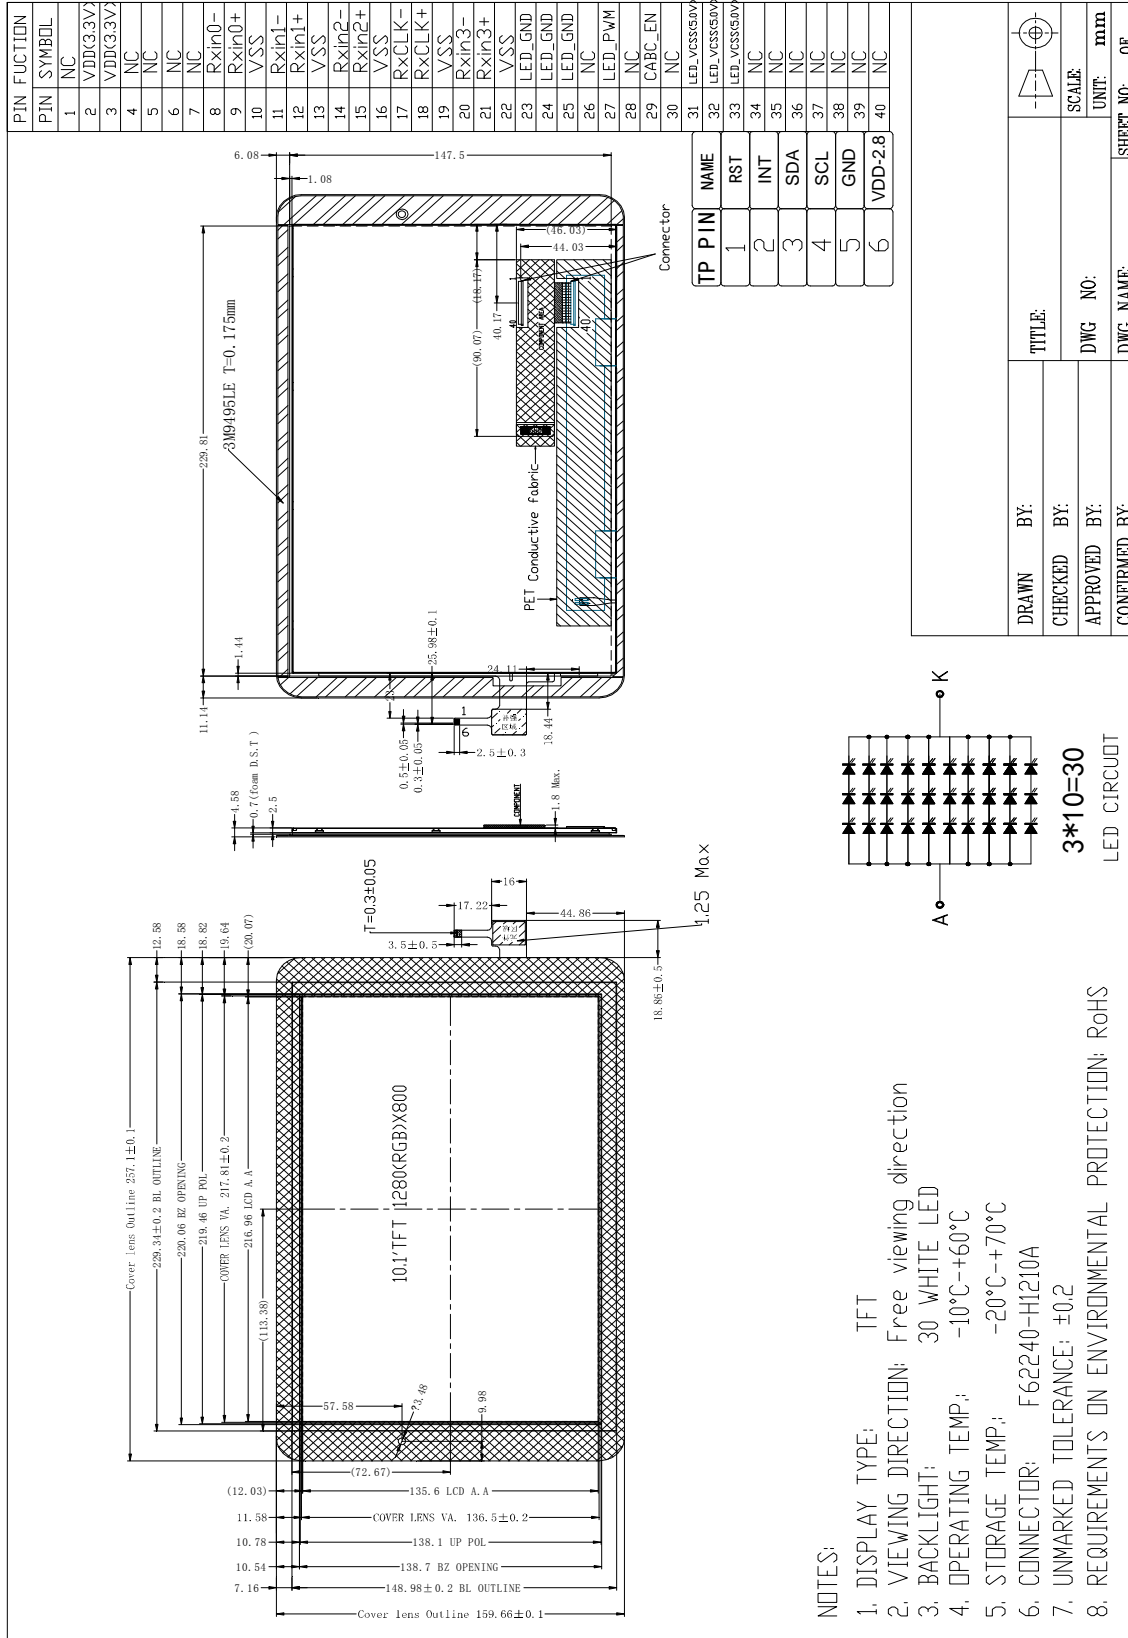 PIN FUCTION
PIN SYMBOL
1 NC
2 VDD(3.3V)
3 VDD(3.3V)
4 NC
5 NC
6 NC
7 NC
8 Rxin0-
9 Rxin0+
10 VSS
11 Rxin1-
12 Rxin1+
13 VSS
14 Rxin2-
15 Rxin2+
16 VSS
17 RxCLK-
18 RxCLK+
19 VSS
20 Rxin3-
21 Rxin3+
22 VSS
23 LED_GND
24 LED_GND
25 LED_GND
26 NC
27 LED_PWM
28 NC
29 CABC_EN
30 NC
31 LED_VCSS(5.0V)
32 LED_VCSS(5.0V)
33 LED_VCSS(5.0V)
34 NC
35 NC
36 NC
37 NC
38 NC
39 NC
40 NC
TP PIN NAME
1 RST
2 INT
3 SDA
4 SCL
5 GND
6 VDD-2.8
6.08
147.5
1.08
229.81
3M9495LE T=0.175mm
(46.03)
44.03
Connector
(18.17)
40.17
(90.07)
40
COMPONENT AREA
40
PET Conductive fabric
1.44
11.14
25.98±0.1
24.11
23
1
6
18.44
0.5±0.05
0.3±0.05
2.5±0.3
4.58
0.7(foam D.S.T)
2.5
COMPONENT
1.8 Max.
T=0.3±0.05
16
17.22
44.86
3.5±0.5
1.25 Max
18.86±0.5
12.58
18.58
18.82
19.64
(20.07)
Cover lens Outline 257.1±0.1
229.34±0.2 BL OUTLINE
220.06 BZ OPENING
219.46 UP POL
COVER LENS VA. 217.81±0.2
216.96 LCD A.A
(113.38)
10.1'TFT 1280(RGB)X800
57.58
?3.48
9.98
(72.67)
(12.03) 135.6 LCD A.A
11.58 COVER LENS VA. 136.5±0.2
10.78 138.1 UP POL
10.54 138.7 BZ OPENING
7.16 148.98±0.2 BL OUTLINE
Cover lens Outline 159.66±0.1
A
K
3*10=30
LED CIRCUIT
NOTES:
1. DISPLAY TYPE: TFT
2. VIEWING DIRECTION: Free viewing direction
3. BACKLIGHT: 30 WHITE LED
4. OPERATING TEMP.: -10°C-+60°C
5. STORAGE TEMP.: -20°C-+70°C
6. CONNECTOR: F62240-H1210A
7. UNMARKED TOLERANCE: ±0.2
8. REQUIREMENTS ON ENVIRONMENTAL PROTECTION: RoHS
DRAWN BY:
CHECKED BY:
APPROVED BY:
CONFIRMED BY:
TITLE:
DWG NO:
DWG NAME:
SCALE:
UNIT: mm
SHEET NO: OF